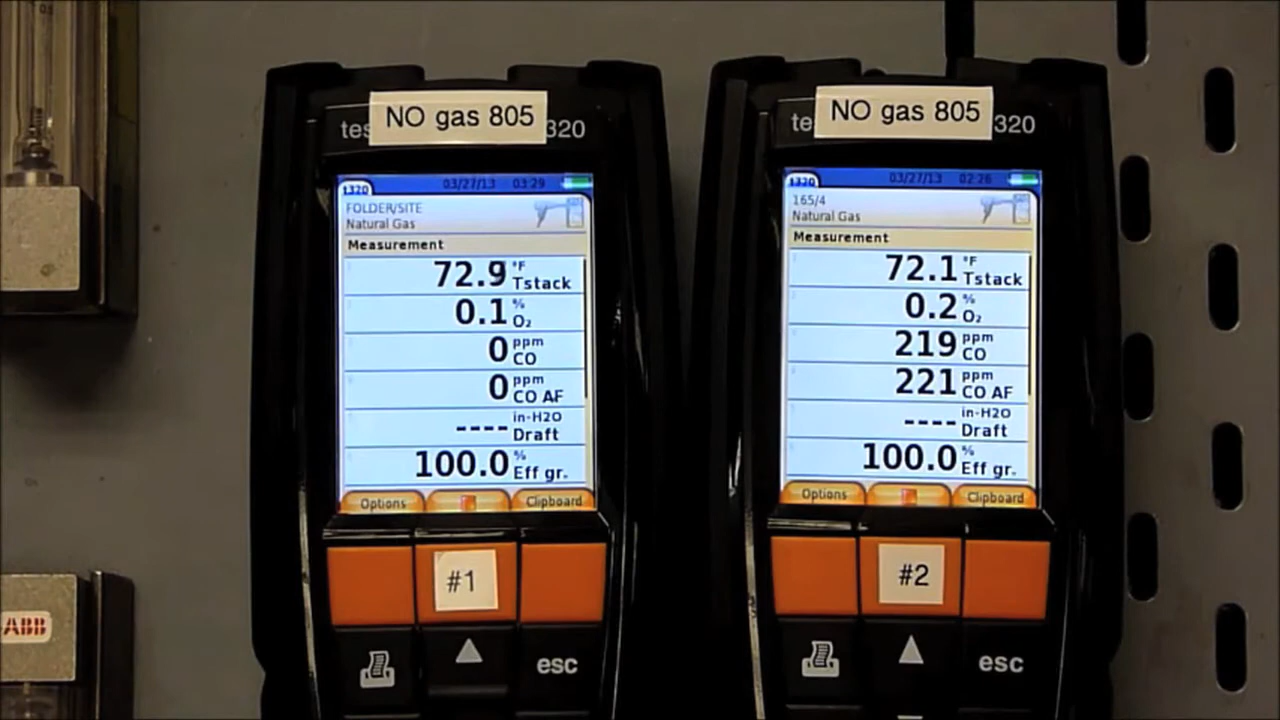 NO gas 805
tes 320
t320 03/27/13 03:29
FOLDER/SITE
Natural Gas
Measurement
72.9 °F Tstack
0.1 % O₂
0 ppm CO
0 ppm CO AF
---- in-H2O Draft
100.0 % Eff gr.
Options Clipboard
#1
esc
NO gas 805
te 320
t320 03/27/13 02:26
165/4
Natural Gas
Measurement
72.1 °F Tstack
0.2 % O₂
219 ppm CO
221 ppm CO AF
---- in-H2O Draft
100.0 % Eff gr.
Options Clipboard
#2
esc
ABB